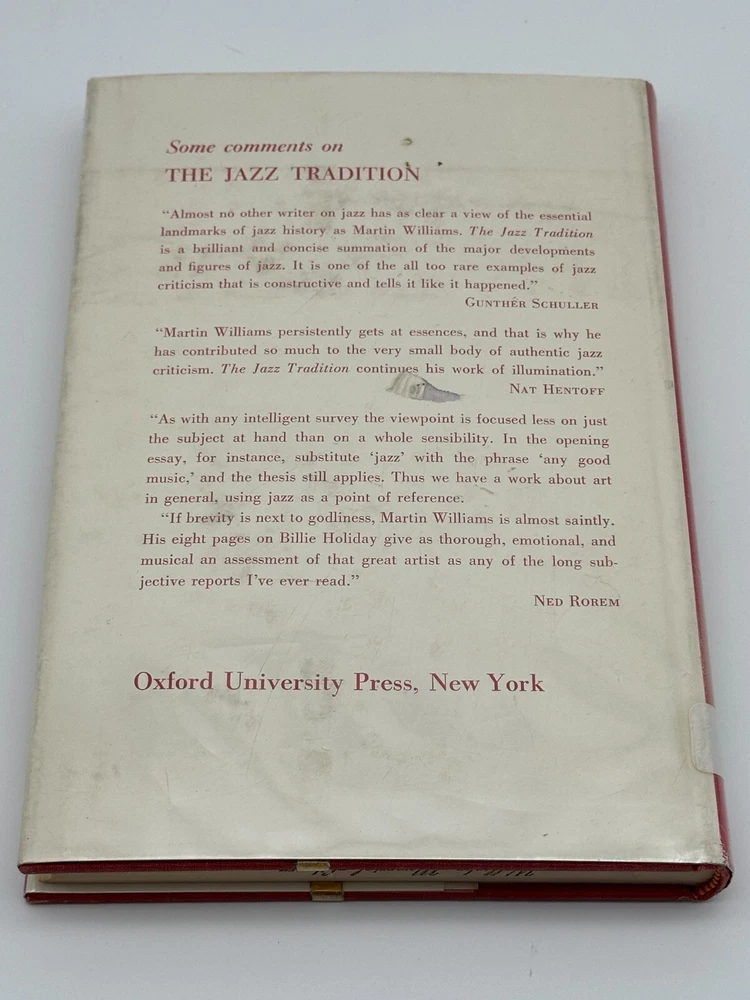 Some comments on
THE JAZZ TRADITION
“Almost no other writer on jazz has as clear a view of the essential
landmarks of jazz history as Martin Williams. The Jazz Tradition
is a brilliant and concise summation of the major developments
and figures of jazz. It is one of the all too rare examples of jazz
criticism that is constructive and tells it like it happened.”
GUNTHER SCHULLER
“Martin Williams persistently gets at essences, and that is why he
has contributed so much to the very small body of authentic jazz
criticism. The Jazz Tradition continues his work of illumination.”
NAT HENTOFF
“As with any intelligent survey the viewpoint is focused less on just
the subject at hand than on a whole sensibility. In the opening
essay, for instance, substitute ‘jazz’ with the phrase ‘any good
music,’ and the thesis still applies. Thus we have a work about art
in general, using jazz as a point of reference.
“If brevity is next to godliness, Martin Williams is almost saintly.
His eight pages on Billie Holiday give as thorough, emotional, and
musical an assessment of that great artist as any of the long sub-
jective reports I’ve ever read.”
NED ROREM
Oxford University Press, New York